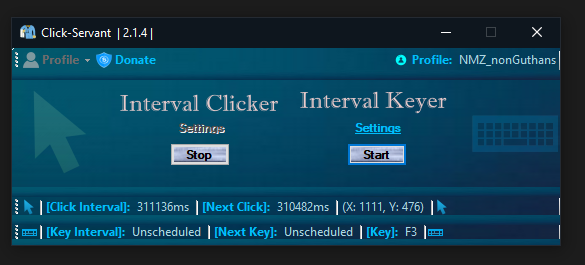 Click-Servant | 2.1.4 |
Profile Donate Profile: NMZ_nonGuthans
Interval Clicker Interval Keyer
Settings Settings
Stop Start
[Click Interval]: 311136ms [Next Click]: 310482ms (X: 1111, Y: 476)
[Key Interval]: Unscheduled [Next Key]: Unscheduled [Key]: F3